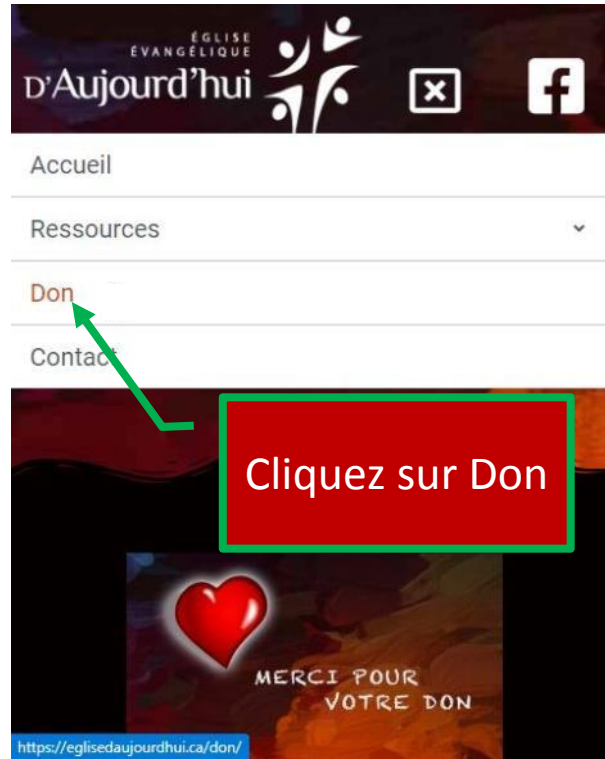 ÉGLISE
ÉVANGÉLIQUE
D'Aujourd'hui
Accueil
Ressources
Don
Contact
Cliquez sur Don
MERCI POUR
VOTRE DON
https://eglisedaujourdhui.ca/don/